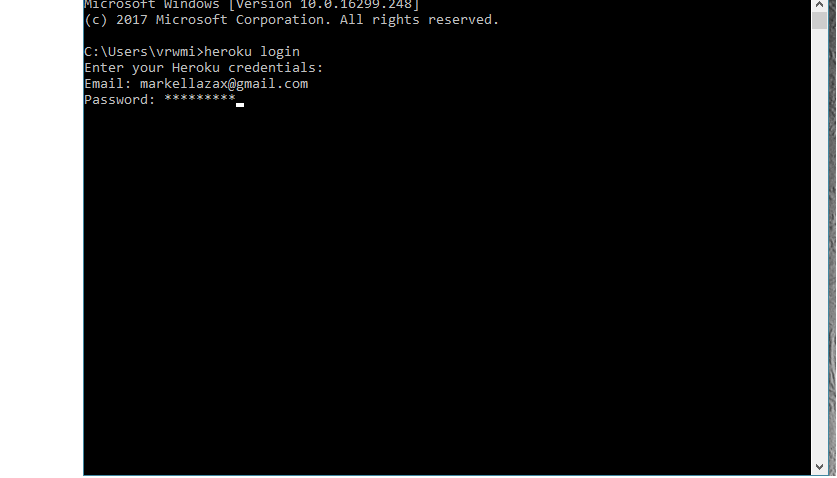 Microsoft Windows [Version 10.0.16299.248]
(c) 2017 Microsoft Corporation. All rights reserved.
C:\Users\vrwmi>heroku login
Enter your Heroku credentials:
Email: markellazax@gmail.com
Password: *********